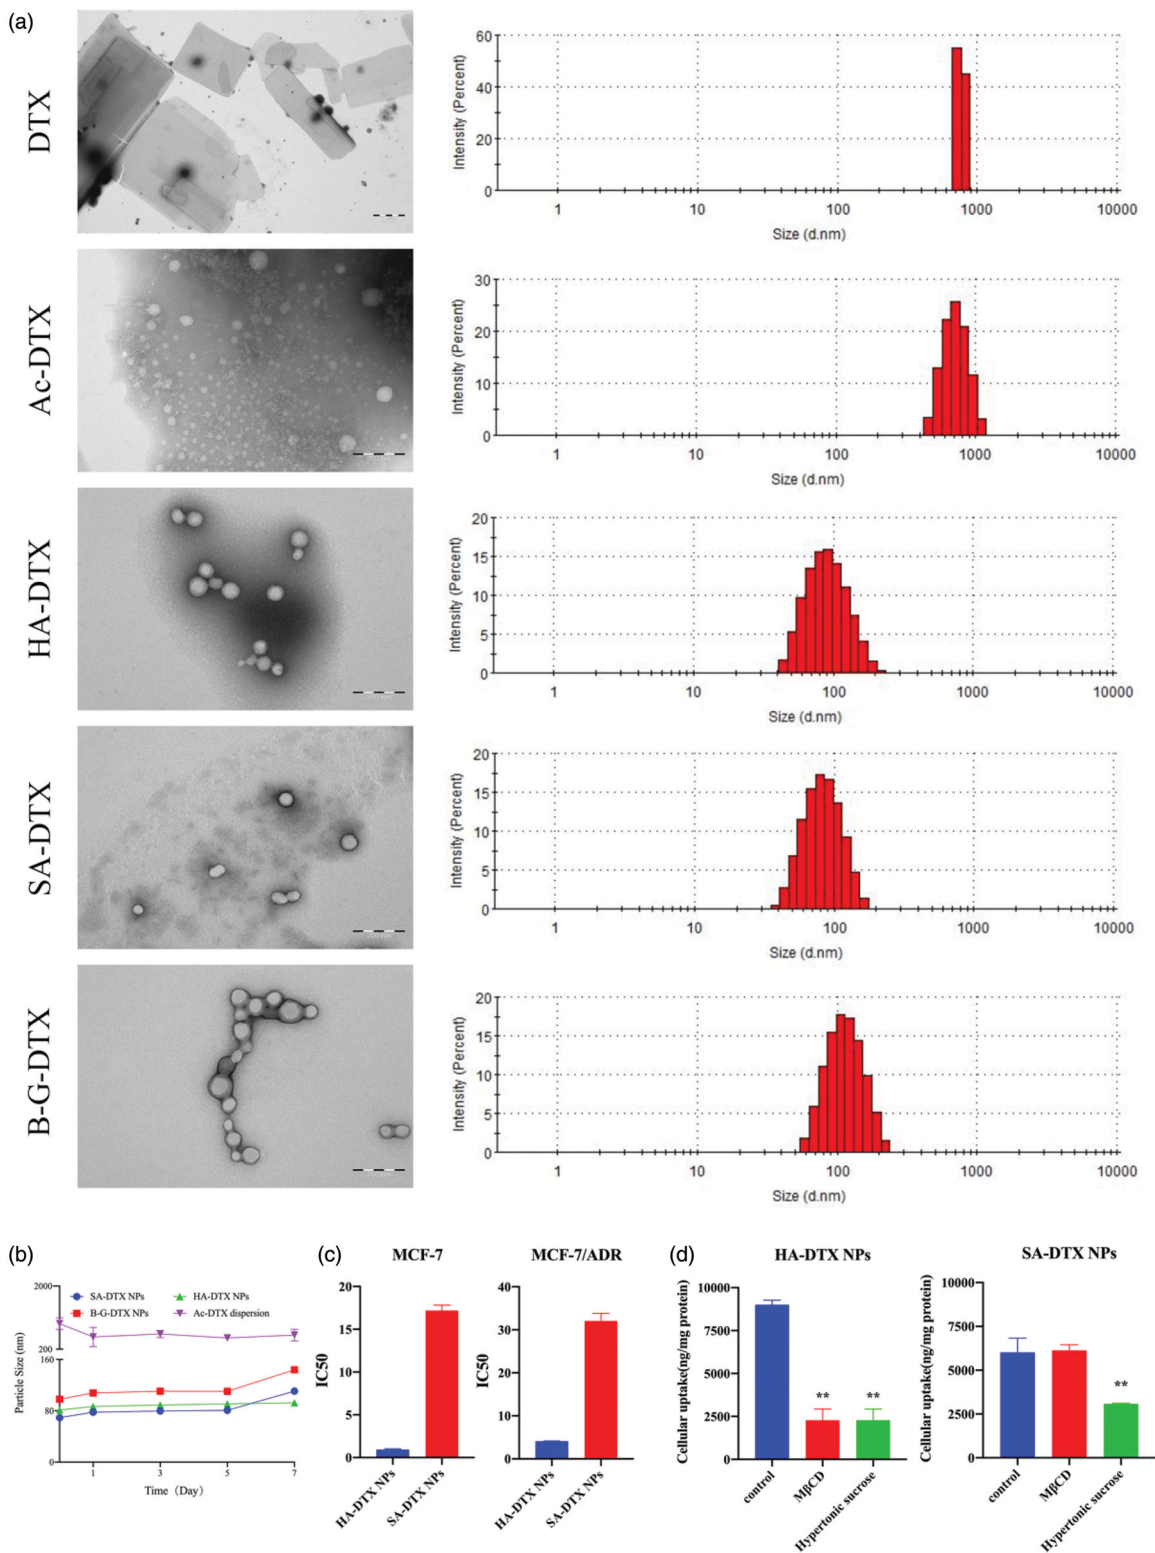 (a)
DTX
Intensity (Percent)
60
40
20
0
1 10 100 1000 10000
Size (d.nm)
Ac-DTX
Intensity (Percent)
30
20
10
0
1 10 100 1000 10000
Size (d.nm)
HA-DTX
Intensity (Percent)
20
15
10
5
0
1 10 100 1000 10000
Size (d.nm)
SA-DTX
Intensity (Percent)
20
15
10
5
0
1 10 100 1000 10000
Size (d.nm)
B-G-DTX
Intensity (Percent)
20
15
10
5
0
1 10 100 1000 10000
Size (d.nm)
(b)
Particle Size (nm)
2000
200
160
80
0
SA-DTX NPs HA-DTX NPs
B-G-DTX NPs Ac-DTX dispersion
1 3 5 7
Time (Day)
(c)
MCF-7
IC50
20
15
10
5
0
HA-DTX NPs
SA-DTX NPs
MCF-7/ADR
IC50
40
30
20
10
0
HA-DTX NPs
SA-DTX NPs
(d)
HA-DTX NPs
Cellular uptake(ng/mg protein)
10000
7500
5000
2500
0
** **
control
MβCD
Hypertonic sucrose
SA-DTX NPs
Cellular uptake(ng/mg protein)
10000
7500
5000
2500
0
**
control
MβCD
Hypertonic sucrose